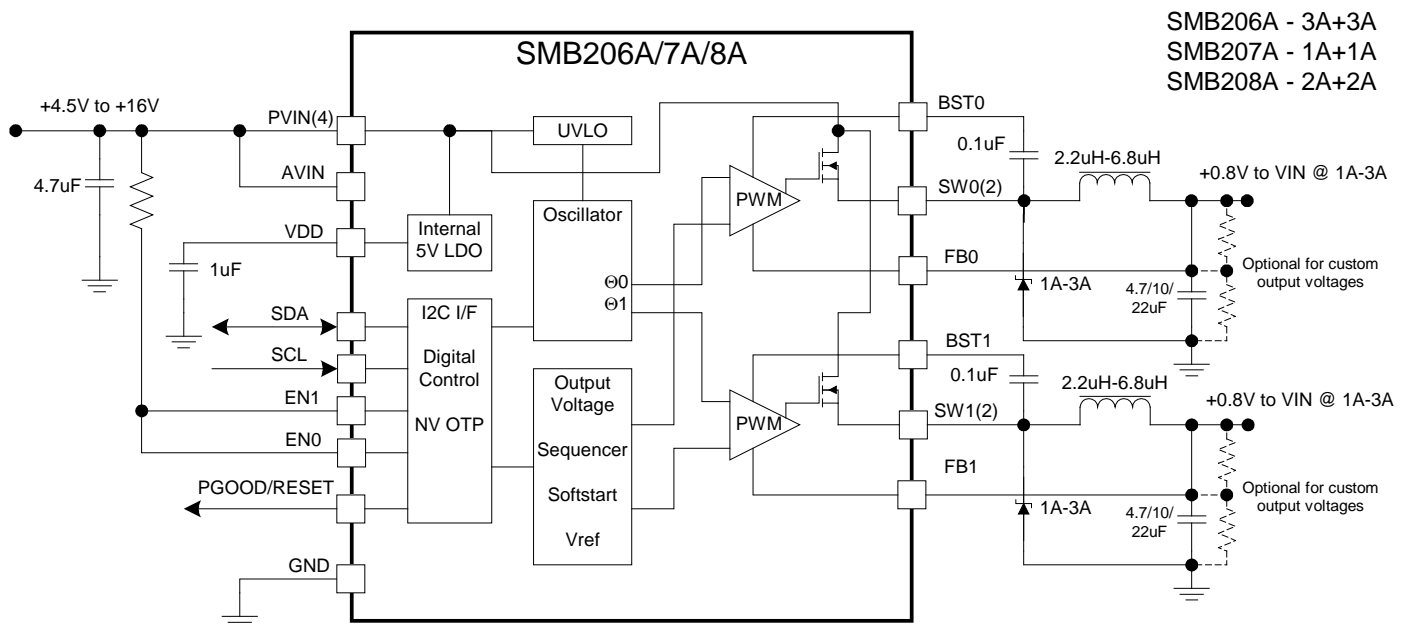 SMB206A - 3A+3A
SMB207A - 1A+1A
SMB208A - 2A+2A
SMB206A/7A/8A
+4.5V to +16V
PVIN(4)
AVIN
VDD
4.7uF
1uF
SDA
SCL
EN1
EN0
PGOOD/RESET
GND
UVLO
Internal
5V LDO
Oscillator
Θ0
Θ1
I2C I/F
Digital
Control
NV OTP
Output
Voltage
Sequencer
Softstart
Vref
PWM
PWM
BST0
0.1uF
2.2uH-6.8uH
SW0(2)
+0.8V to VIN @ 1A-3A
FB0
1A-3A
4.7/10/
22uF
Optional for custom
output voltages
BST1
0.1uF
2.2uH-6.8uH
SW1(2)
+0.8V to VIN @ 1A-3A
FB1
1A-3A
4.7/10/
22uF
Optional for custom
output voltages